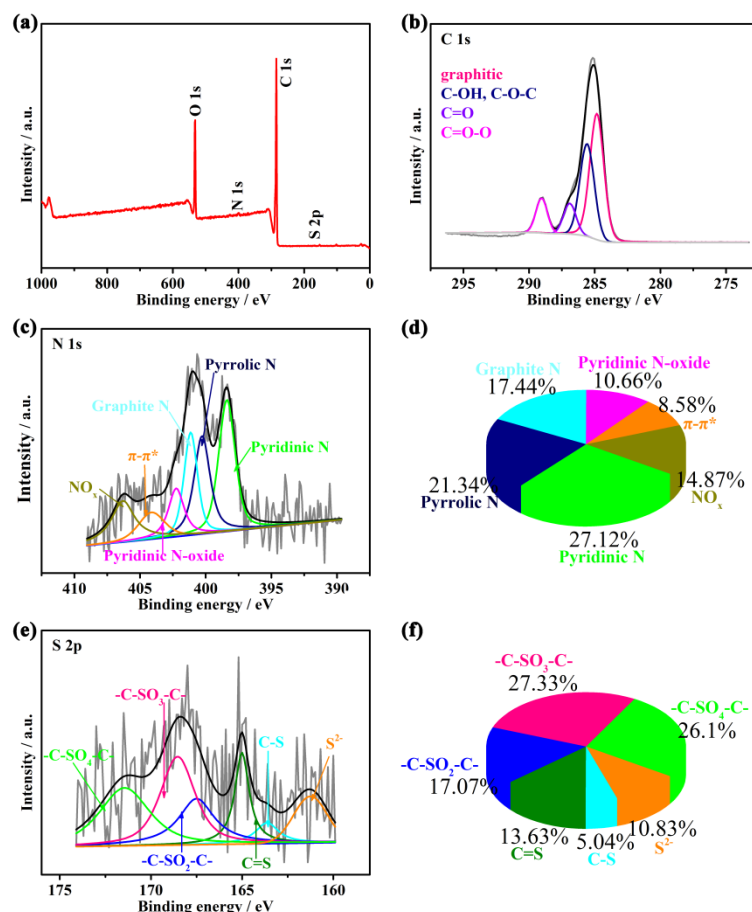 (a)
O 1s
C 1s
N 1s
S 2p
Intensity / a.u.
1000 800 600 400 200 0
Binding energy / eV
(b)
C 1s
graphitic
C-OH, C-O-C
C=O
C=O-O
Intensity / a.u.
295 290 285 280 275
Binding energy / eV
(c)
N 1s
Pyrrolic N
Graphite N
Pyridinic N
π-π*
NOₓ
Pyridinic N-oxide
Intensity / a.u.
410 405 400 395 390
Binding energy / eV
(d)
Graphite N
17.44%
Pyridinic N-oxide
10.66%
8.58%
π-π*
14.87%
NOₓ
21.34%
Pyrrolic N
27.12%
Pyridinic N
(e)
S 2p
-C-SO₃-C-
-C-SO₄-C-
C-S
S²⁻
-C-SO₂-C-
C=S
Intensity / a.u.
175 170 165 160
Binding energy / eV
(f)
-C-SO₃-C-
27.33%
-C-SO₄-C-
26.1%
-C-SO₂-C-
17.07%
13.63%
C=S
5.04%
C-S
10.83%
S²⁻